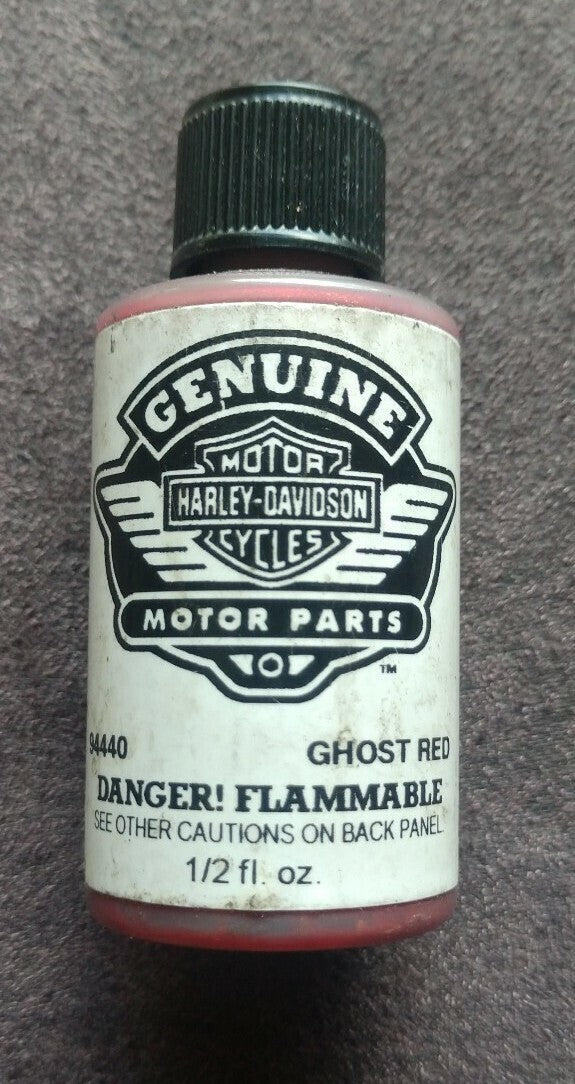 GENUINE
MOTOR
HARLEY-DAVIDSON
CYCLES
MOTOR PARTS
TM
94440 GHOST RED
DANGER! FLAMMABLE
SEE OTHER CAUTIONS ON BACK PANEL.
1/2 fl. oz.